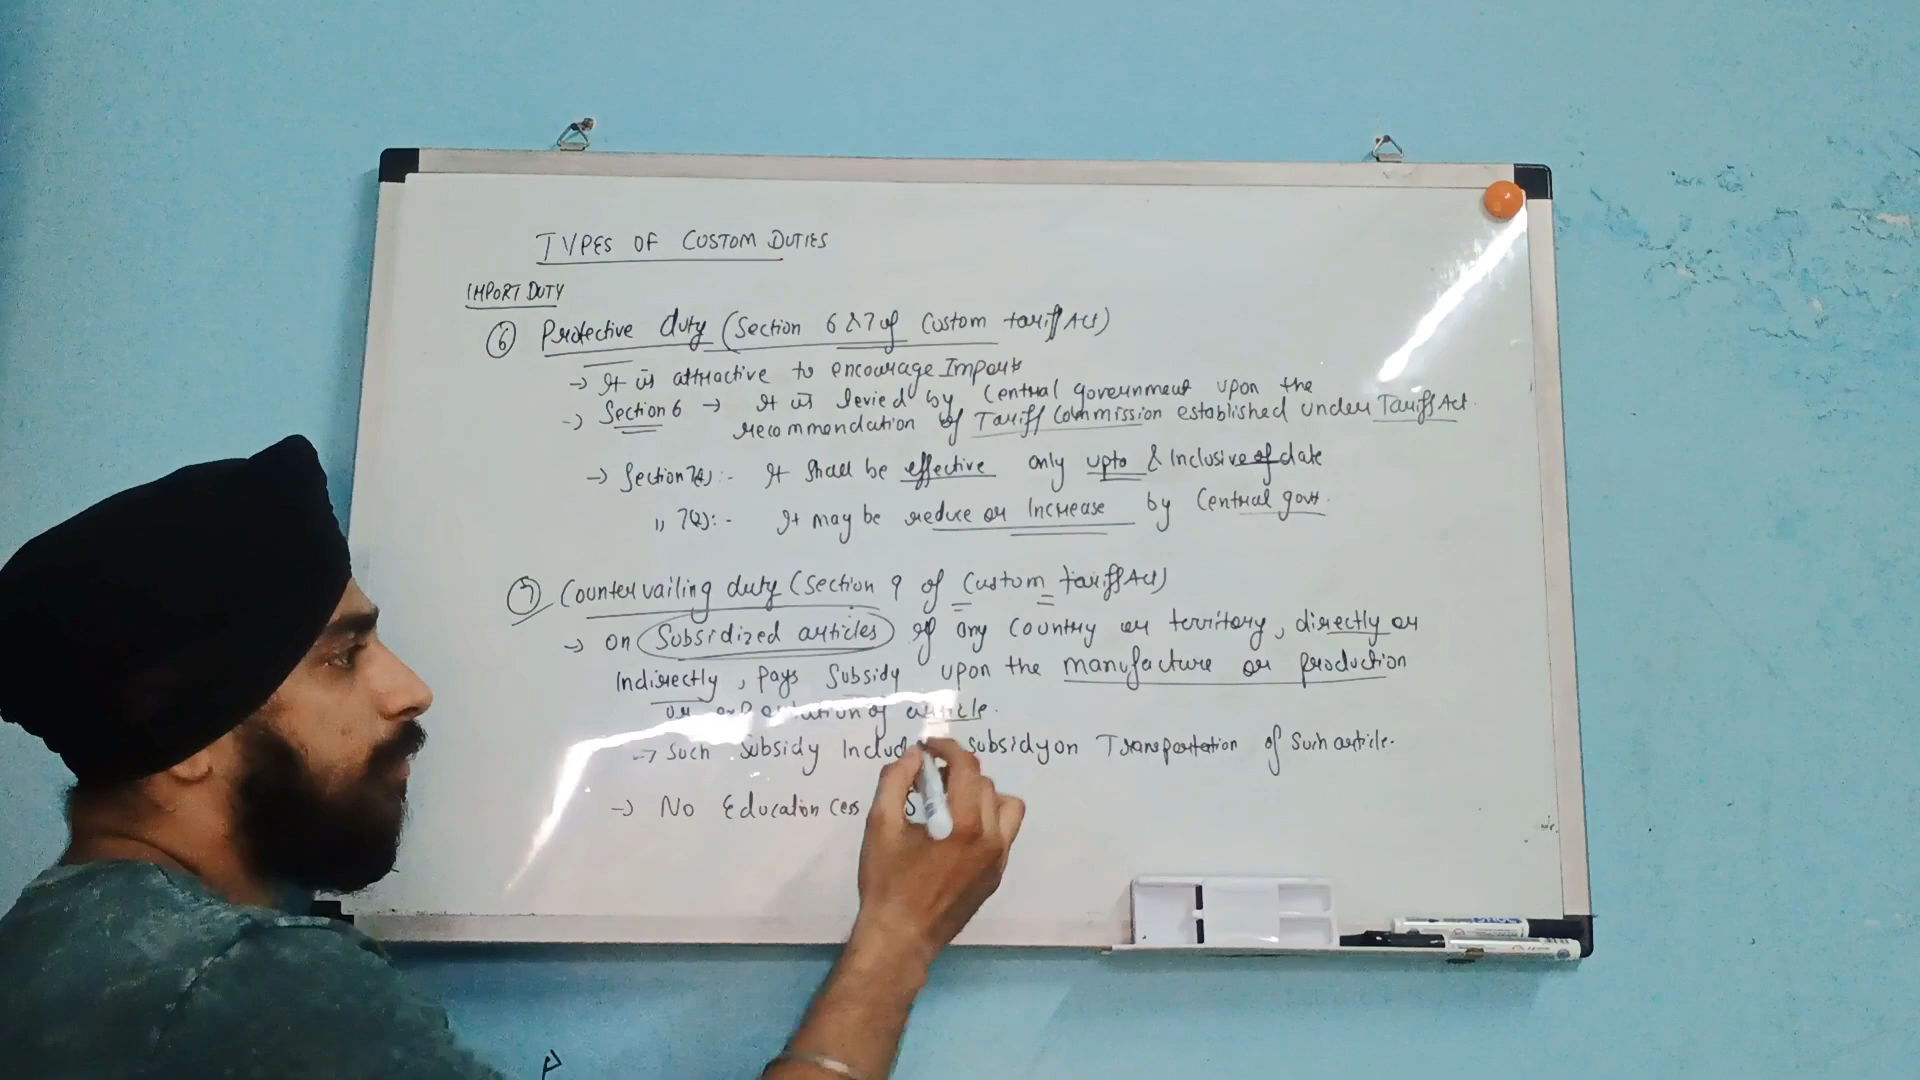 TYPES OF CUSTOM DUTIES
IMPORT DUTY
⑥ Protective duty (Section 6 & 7 of Custom tariff Act)
→ It is attractive to encourage Imports
→ Section 6 → It is levied by Central government upon the
recommendation of Tariff Commission established under Tariff Act.
→ Section 7(1) :- It shall be effective only upto & Inclusive of date
,, 7(2) :- It may be reduce or Increase by Central govt.
⑦ Countervailing duty (Section 9 of Custom tariff Act)
→ on Subsidized articles If any country or territory, directly or
Indirectly, pays Subsidy upon the manufacture or production
or of article.
→ Such Subsidy subsidy on Transportation of Such article.
→ No Education Cess